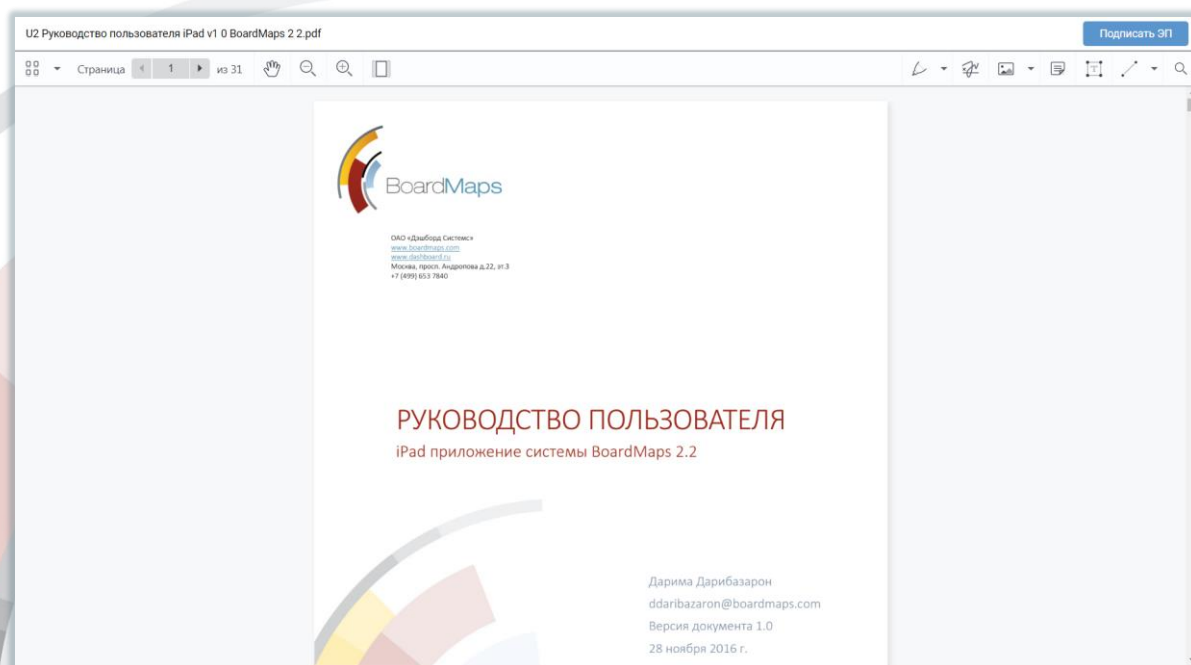 U2 Руководство пользователя iPad v1 0 BoardMaps 2 2.pdf
Подписать ЭП
Страница 1 из 31
BoardMaps
ОАО «Дэшборд Системс»
www.boardmaps.com
www.dashboard.ru
Москва, просп. Андропова д.22, эт.3
+7 (499) 653 7840
РУКОВОДСТВО ПОЛЬЗОВАТЕЛЯ
iPad приложение системы BoardMaps 2.2
Дарима Дарибазарон
ddaribazaron@boardmaps.com
Версия документа 1.0
28 ноября 2016 г.